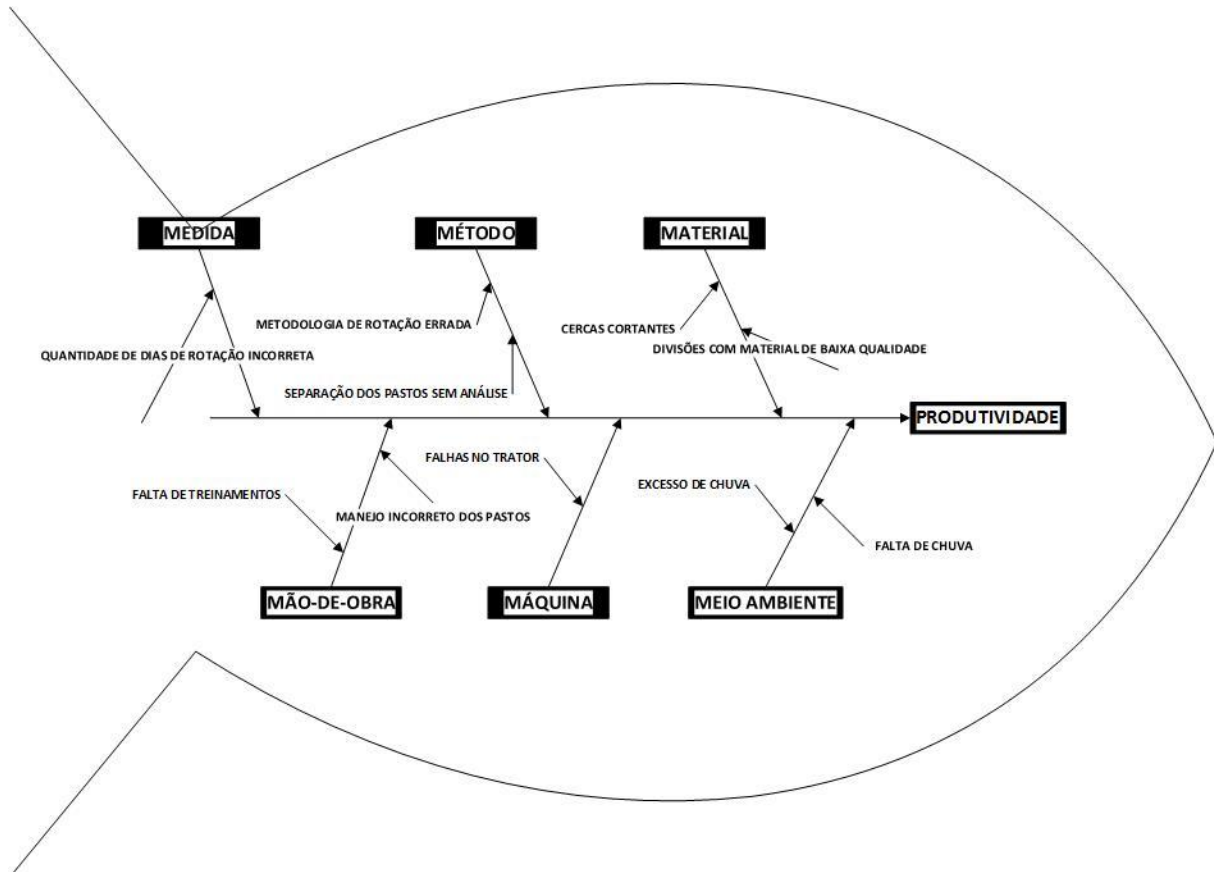 MEDIDA
MÉTODO
MATERIAL
METODOLOGIA DE ROTAÇÃO ERRADA
CERCAS CORTANTES
QUANTIDADE DE DIAS DE ROTAÇÃO INCORRETA
DIVISÕES COM MATERIAL DE BAIXA QUALIDADE
SEPARAÇÃO DOS PASTOS SEM ANÁLISE
PRODUTIVIDADE
FALHAS NO TRATOR
EXCESSO DE CHUVA
FALTA DE TREINAMENTOS
MANEJO INCORRETO DOS PASTOS
FALTA DE CHUVA
MÃO-DE-OBRA
MÁQUINA
MEIO AMBIENTE